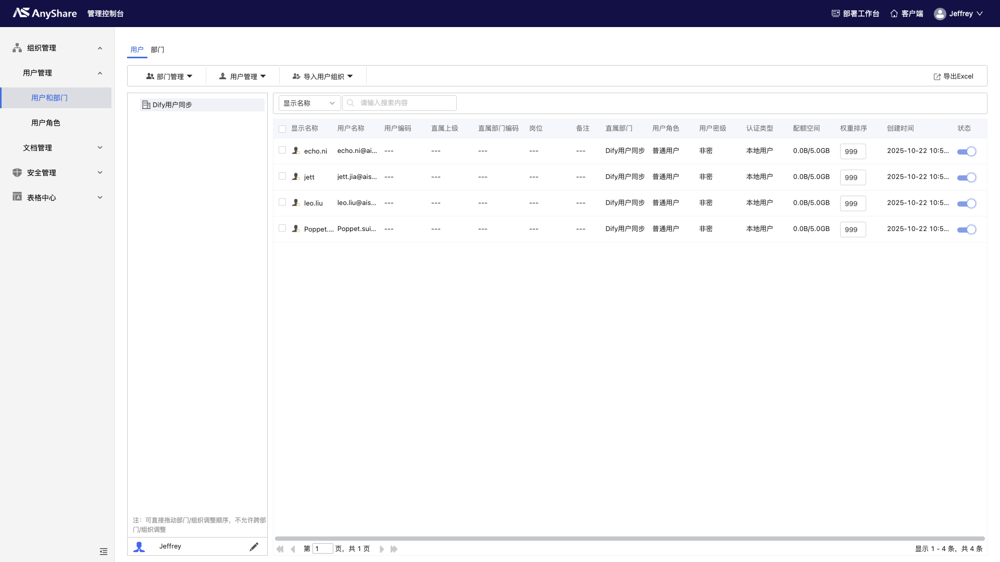 AnyShare 管理控制台 部署工作台 客户端 Jeffrey
组织管理
用户管理
用户和部门
用户角色
文档管理
安全管理
表格中心
用户 部门
部门管理 用户管理 导入用户组织 导出Excel
Dify用户同步
显示名称 请输入搜索内容
显示名称 用户名称 用户编码 直属上级 直属部门编码 岗位 备注 直属部门 用户角色 用户密级 认证类型 配额空间 权重排序 创建时间 状态
echo.ni echo.ni@ai... --- --- --- --- --- Dify用户同步 普通用户 非密 本地用户 0.0B/5.0GB 999 2025-10-22 10:5...
jett jett.jia@ais... --- --- --- --- --- Dify用户同步 普通用户 非密 本地用户 0.0B/5.0GB 999 2025-10-22 10:5...
leo.liu leo.liu@ais... --- --- --- --- --- Dify用户同步 普通用户 非密 本地用户 0.0B/5.0GB 999 2025-10-22 10:5...
Poppet.... Poppet.sui... --- --- --- --- --- Dify用户同步 普通用户 非密 本地用户 0.0B/5.0GB 999 2025-10-22 10:5...
注：可直接拖动部门/组织调整顺序，不允许跨部
门/组织调整
Jeffrey
第 1 页，共 1 页 显示 1 - 4 条，共 4 条